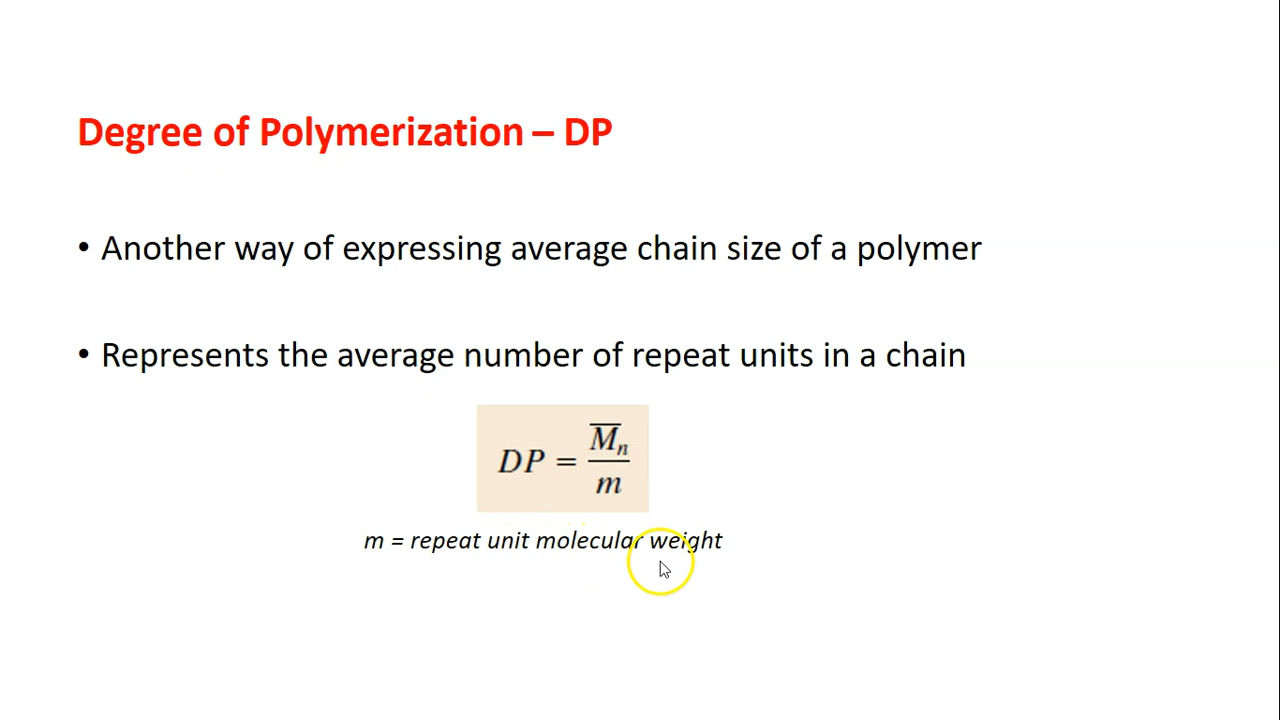 Degree of Polymerization – DP
• Another way of expressing average chain size of a polymer
• Represents the average number of repeat units in a chain
DP = M̅n / m
m = repeat unit molecular weight